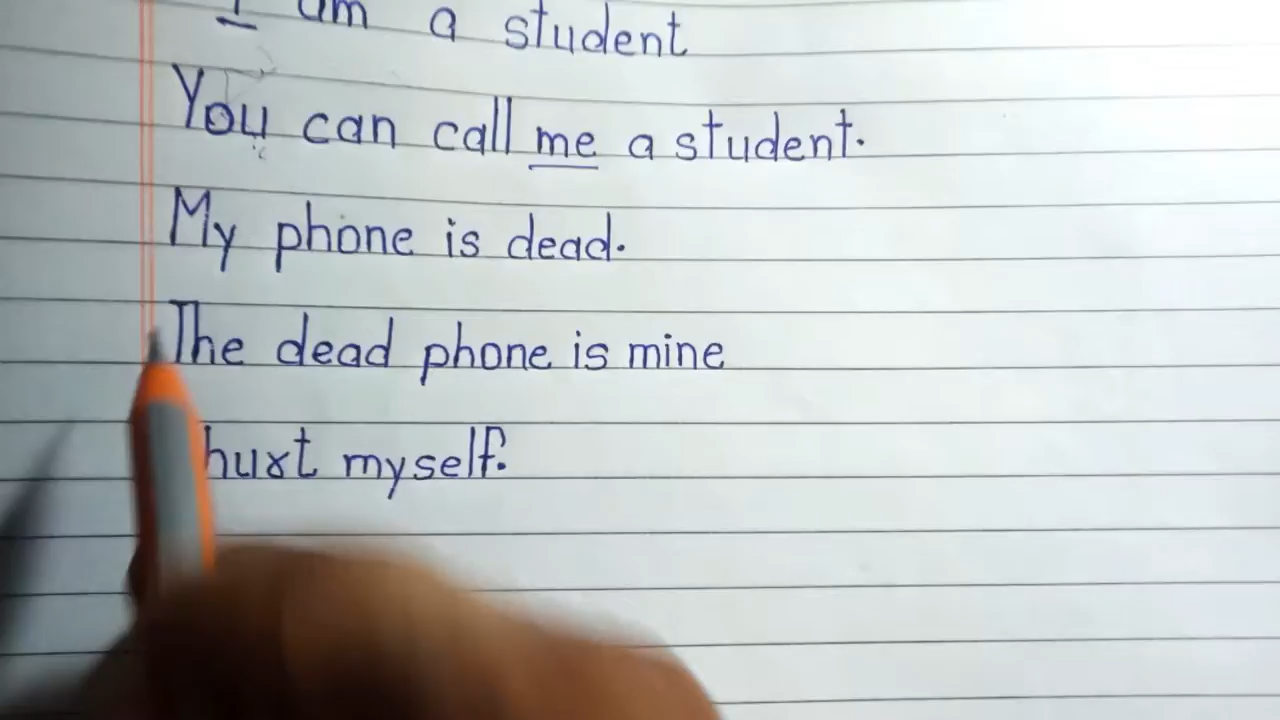 I am a student
You can call me a student.
My phone is dead.
The dead phone is mine
hurt myself.